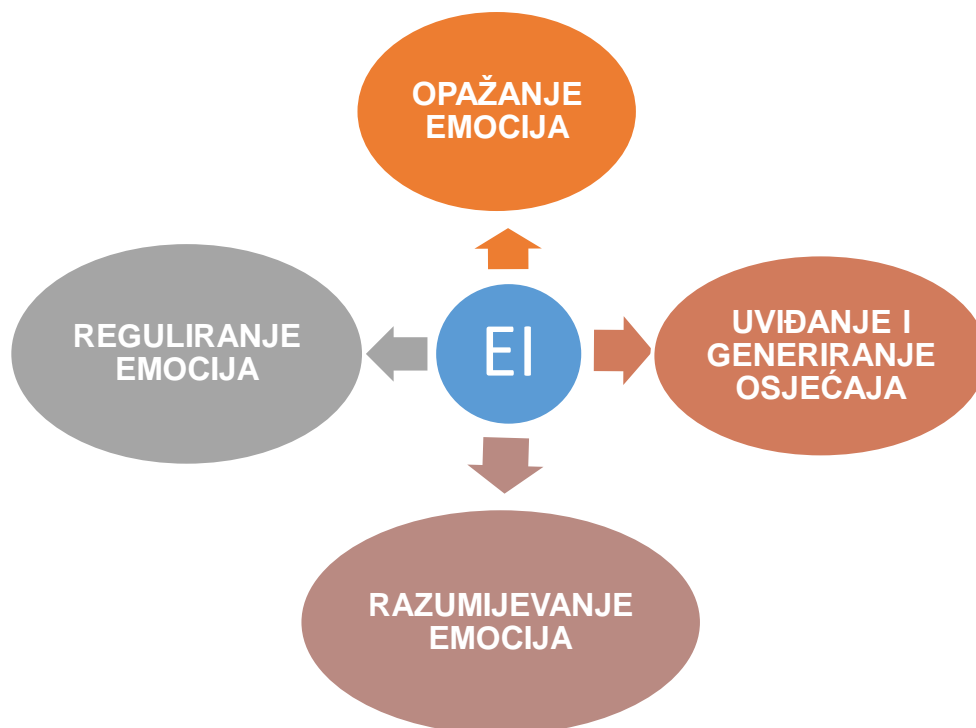 OPAŽANJE
EMOCIJA
REGULIRANJE
EMOCIJA
EI
UVIĐANJE I
GENERIRANJE
OSJEĆAJA
RAZUMIJEVANJE
EMOCIJA